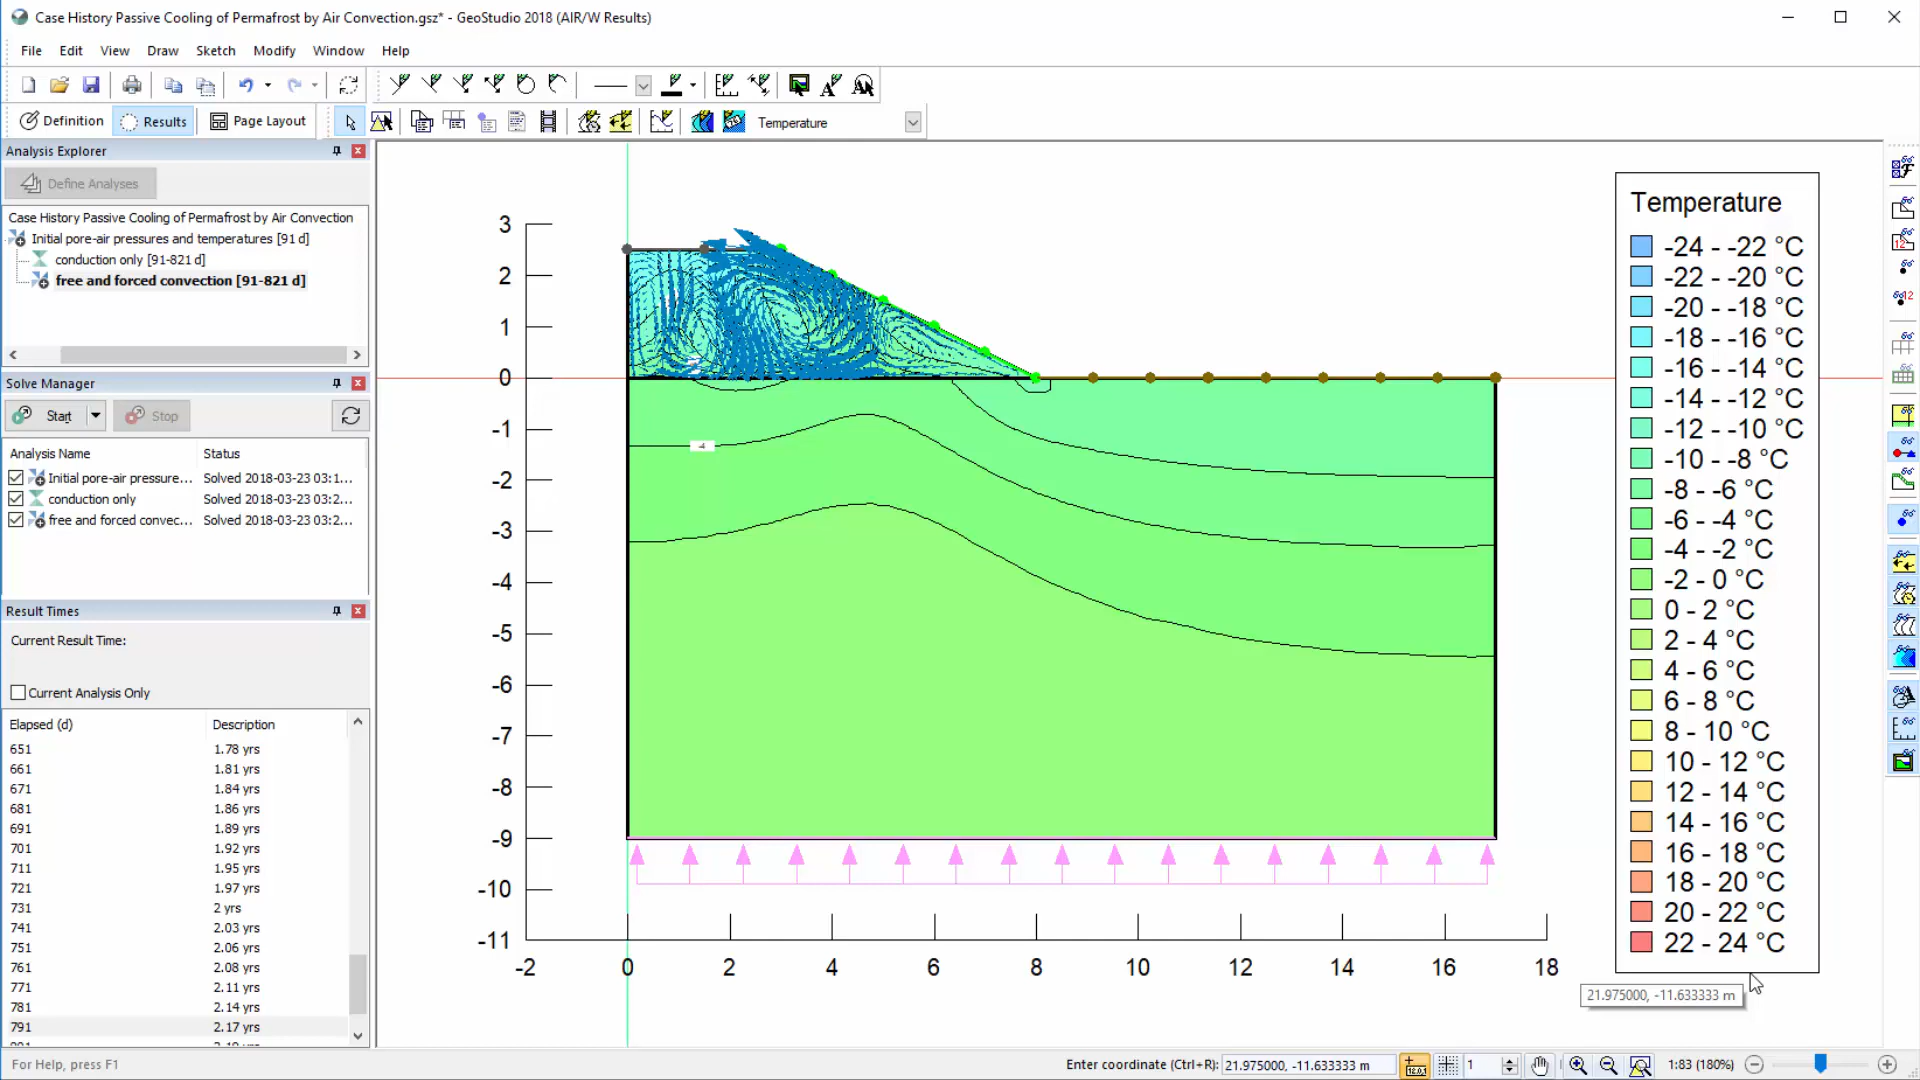 Case History Passive Cooling of Permafrost by Air Convection.gsz* - GeoStudio 2018 (AIR/W Results)
File Edit View Draw Sketch Modify Window Help
Definition Results Page Layout Temperature
Analysis Explorer
Define Analyses
Case History Passive Cooling of Permafrost by Air Convection
Initial pore-air pressures and temperatures [91 d]
conduction only [91-821 d]
free and forced convection [91-821 d]
Solve Manager
Start Stop
Analysis Name Status
Initial pore-air pressure... Solved 2018-03-23 03:1...
conduction only Solved 2018-03-23 03:2...
free and forced convec... Solved 2018-03-23 03:2...
Result Times
Current Result Time:
Current Analysis Only
Elapsed (d) Description
651 1.78 yrs
661 1.81 yrs
671 1.84 yrs
681 1.86 yrs
691 1.89 yrs
701 1.92 yrs
711 1.95 yrs
721 1.97 yrs
731 2 yrs
741 2.03 yrs
751 2.06 yrs
761 2.08 yrs
771 2.11 yrs
781 2.14 yrs
791 2.17 yrs
3
2
1
0
-1
-2
-3
-4
-5
-6
-7
-8
-9
-10
-11
-4
-2 0 2 4 6 8 10 12 14 16 18
Temperature
-24 - -22 °C
-22 - -20 °C
-20 - -18 °C
-18 - -16 °C
-16 - -14 °C
-14 - -12 °C
-12 - -10 °C
-10 - -8 °C
-8 - -6 °C
-6 - -4 °C
-4 - -2 °C
-2 - 0 °C
0 - 2 °C
2 - 4 °C
4 - 6 °C
6 - 8 °C
8 - 10 °C
10 - 12 °C
12 - 14 °C
14 - 16 °C
16 - 18 °C
18 - 20 °C
20 - 22 °C
22 - 24 °C
21.975000, -11.633333 m
For Help, press F1
Enter coordinate (Ctrl+R): 21.975000, -11.633333 m 1 1:83 (180%)